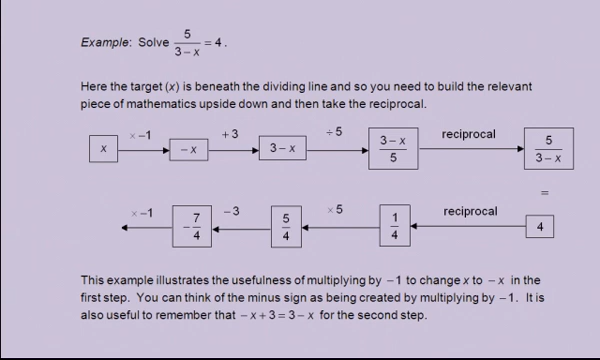 Example: Solve 5/(3 − x) = 4 .
Here the target (x) is beneath the dividing line and so you need to build the relevant
piece of mathematics upside down and then take the reciprocal.
× −1 +3 ÷ 5 reciprocal
x − x 3 − x (3 − x)/5 5/(3 − x)
=
× −1 − 3 × 5 reciprocal
− 7/4 5/4 1/4 4
This example illustrates the usefulness of multiplying by −1 to change x to − x in the
first step. You can think of the minus sign as being created by multiplying by −1. It is
also useful to remember that − x + 3 = 3 − x for the second step.